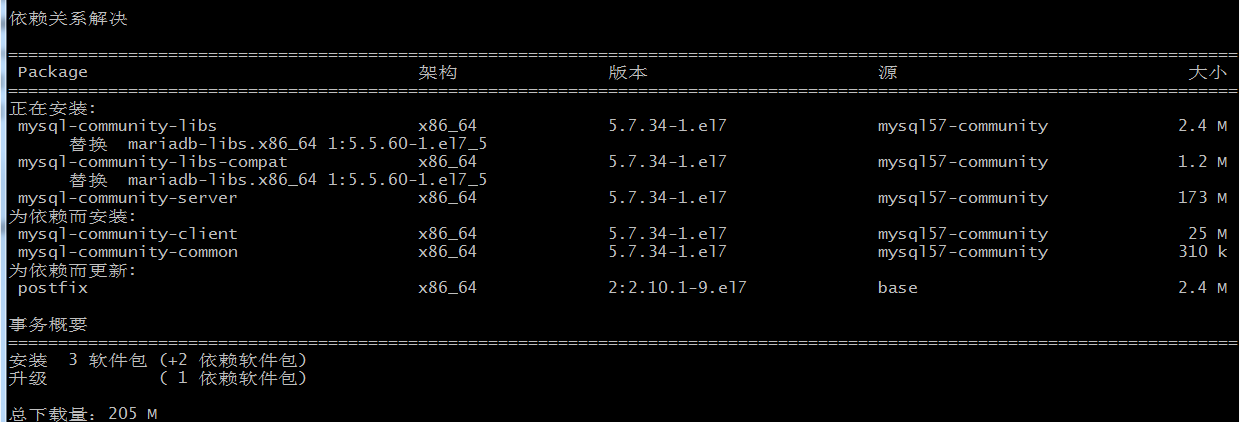 依赖关系解决
================================================================================
Package 架构 版本 源 大小
================================================================================
正在安装:
mysql-community-libs x86_64 5.7.34-1.el7 mysql57-community 2.4 M
替换 mariadb-libs.x86_64 1:5.5.60-1.el7_5
mysql-community-libs-compat x86_64 5.7.34-1.el7 mysql57-community 1.2 M
替换 mariadb-libs.x86_64 1:5.5.60-1.el7_5
mysql-community-server x86_64 5.7.34-1.el7 mysql57-community 173 M
为依赖而安装:
mysql-community-client x86_64 5.7.34-1.el7 mysql57-community 25 M
mysql-community-common x86_64 5.7.34-1.el7 mysql57-community 310 k
为依赖而更新:
postfix x86_64 2:2.10.1-9.el7 base 2.4 M
事务概要
================================================================================
安装 3 软件包 (+2 依赖软件包)
升级 ( 1 依赖软件包)
总下载量：205 M